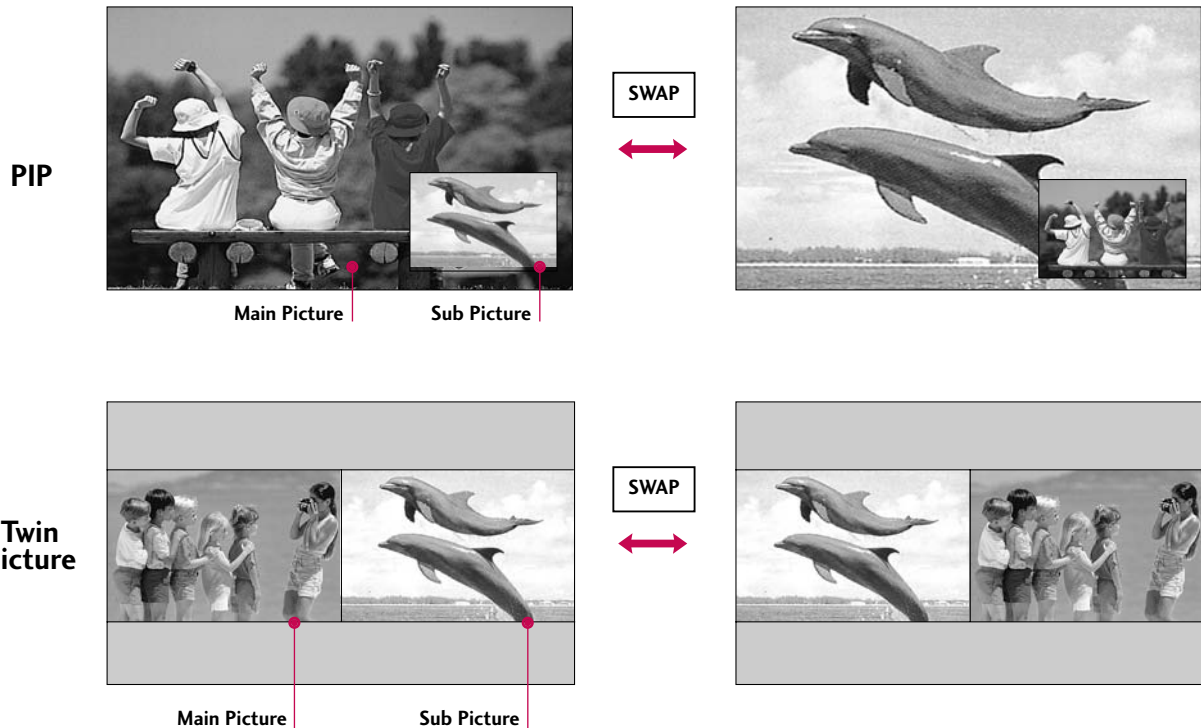 SWAP
PIP
Main Picture
Sub Picture
SWAP
Twin
icture
Main Picture
Sub Picture